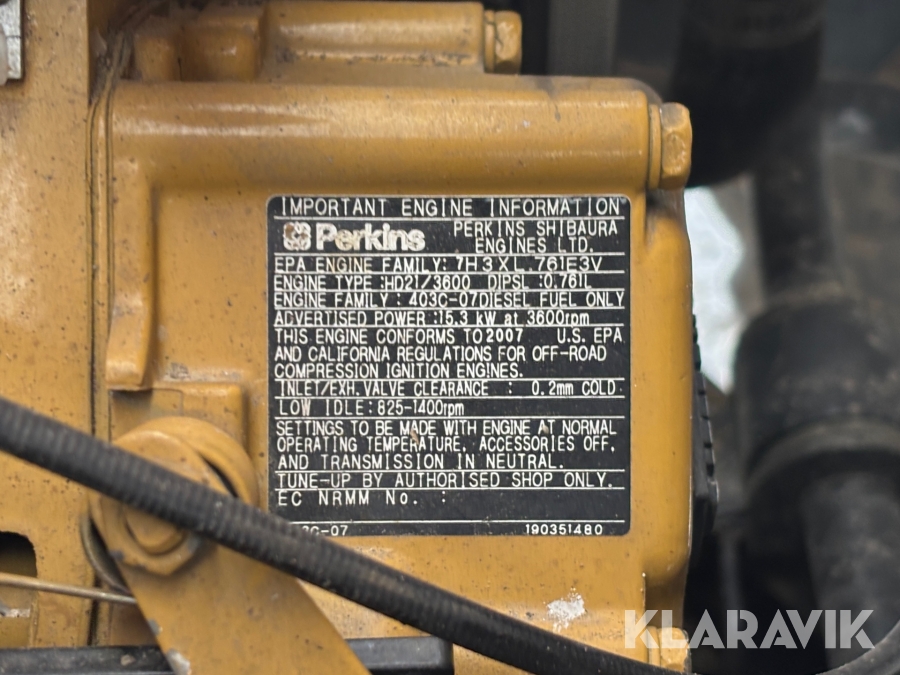 IMPORTANT ENGINE INFORMATION
Perkins
PERKINS SHIBAURA
ENGINES LTD.
EPA ENGINE FAMILY: 7H3XL.761E3V
ENGINE TYPE :HD21/3600 DIPSL :0.761L
ENGINE FAMILY : 403C-07DIESEL FUEL ONLY
ADVERTISED POWER :15.3 kW at 3600rpm
THIS ENGINE CONFORMS TO 2007 U.S. EPA
AND CALIFORNIA REGULATIONS FOR OFF-ROAD
COMPRESSION IGNITION ENGINES.
INLET/EXH.VALVE CLEARANCE : 0.2mm COLD
LOW IDLE:825-1400rpm
SETTINGS TO BE MADE WITH ENGINE AT NORMAL
OPERATING TEMPERATURE, ACCESSORIES OFF,
AND TRANSMISSION IN NEUTRAL.
TUNE-UP BY AUTHORISED SHOP ONLY.
EC NRMM No. :
190351480
KLARAVIK